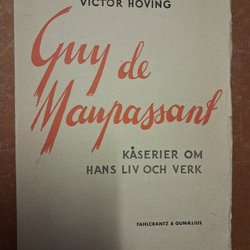 VICTOR HOVING
Guy de
Maupassant
KÅSERIER OM
HANS LIV OCH VERK
FAHLCRANTZ & GUMÆLIUS